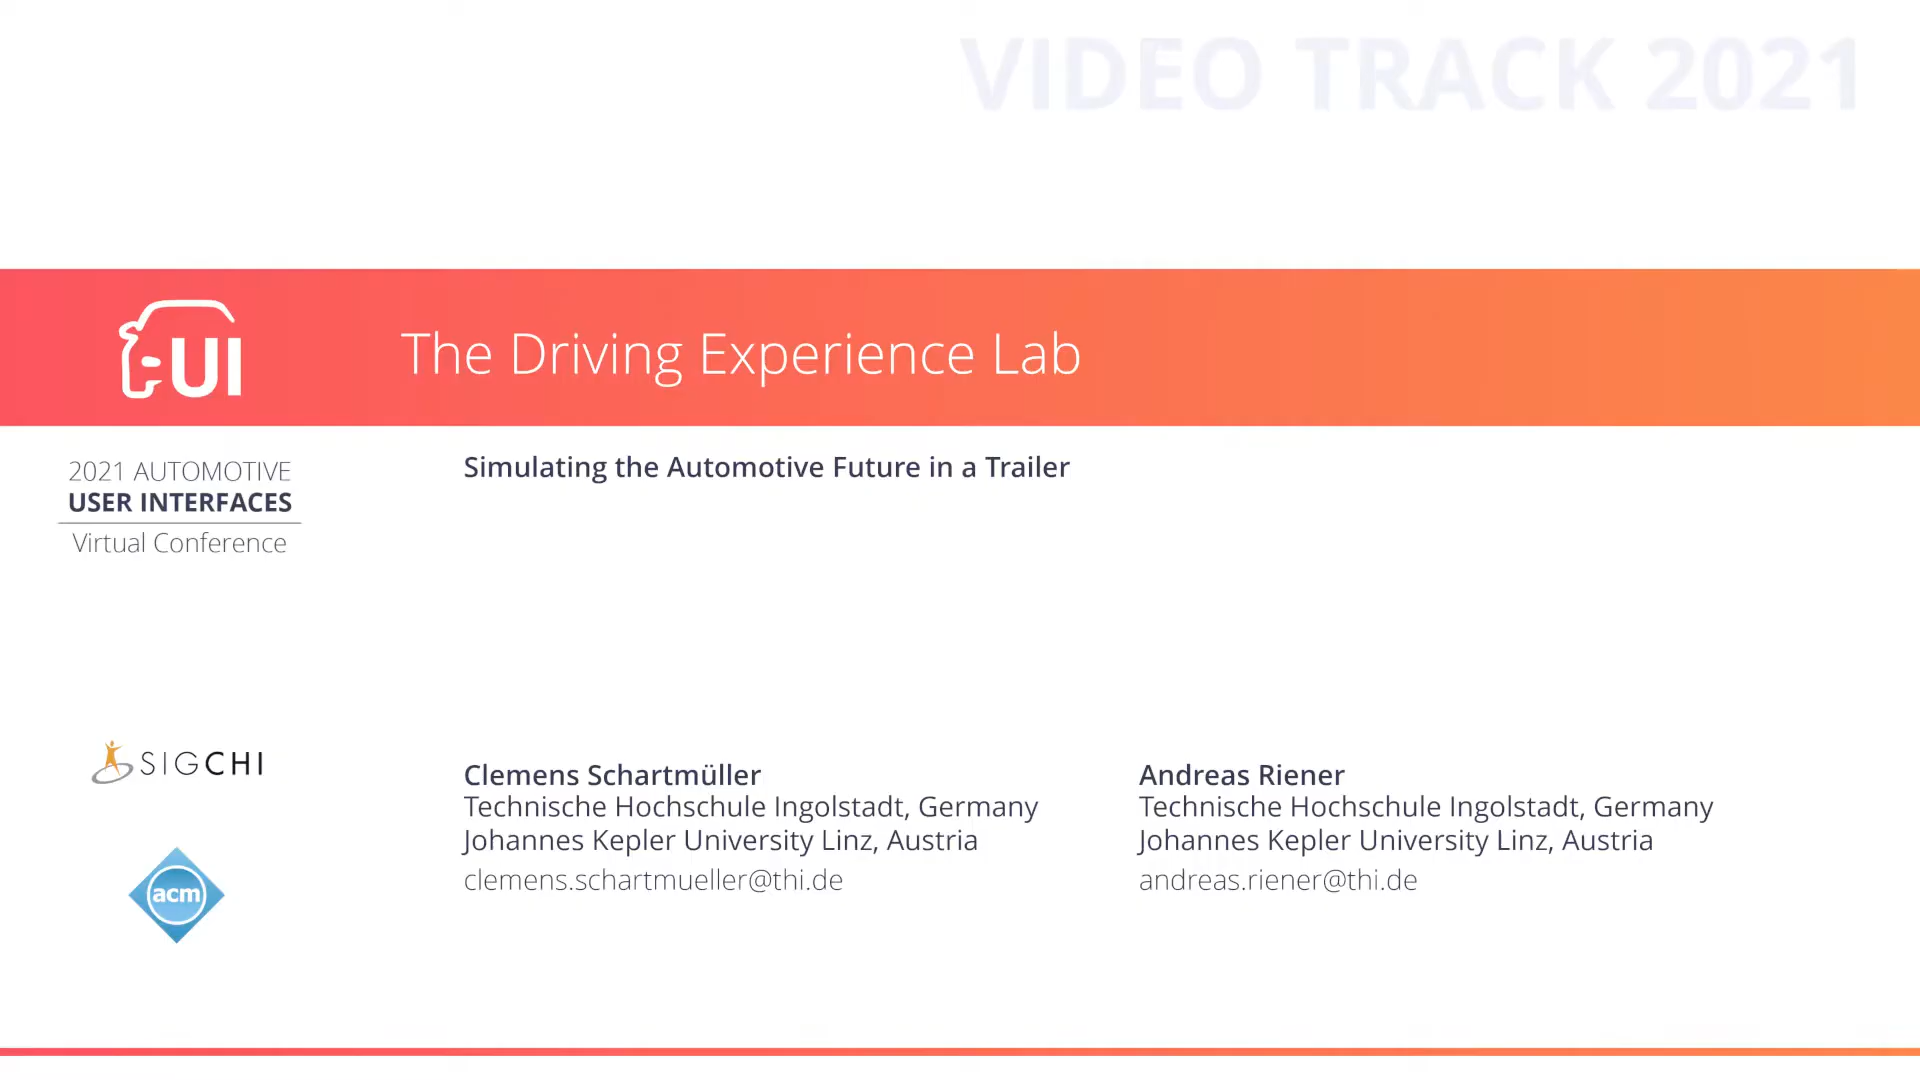 VIDEO TRACK 2021
UI
The Driving Experience Lab
2021 AUTOMOTIVE
USER INTERFACES
Virtual Conference
Simulating the Automotive Future in a Trailer
SIGCHI
acm
Clemens Schartmüller
Technische Hochschule Ingolstadt, Germany
Johannes Kepler University Linz, Austria
clemens.schartmueller@thi.de
Andreas Riener
Technische Hochschule Ingolstadt, Germany
Johannes Kepler University Linz, Austria
andreas.riener@thi.de